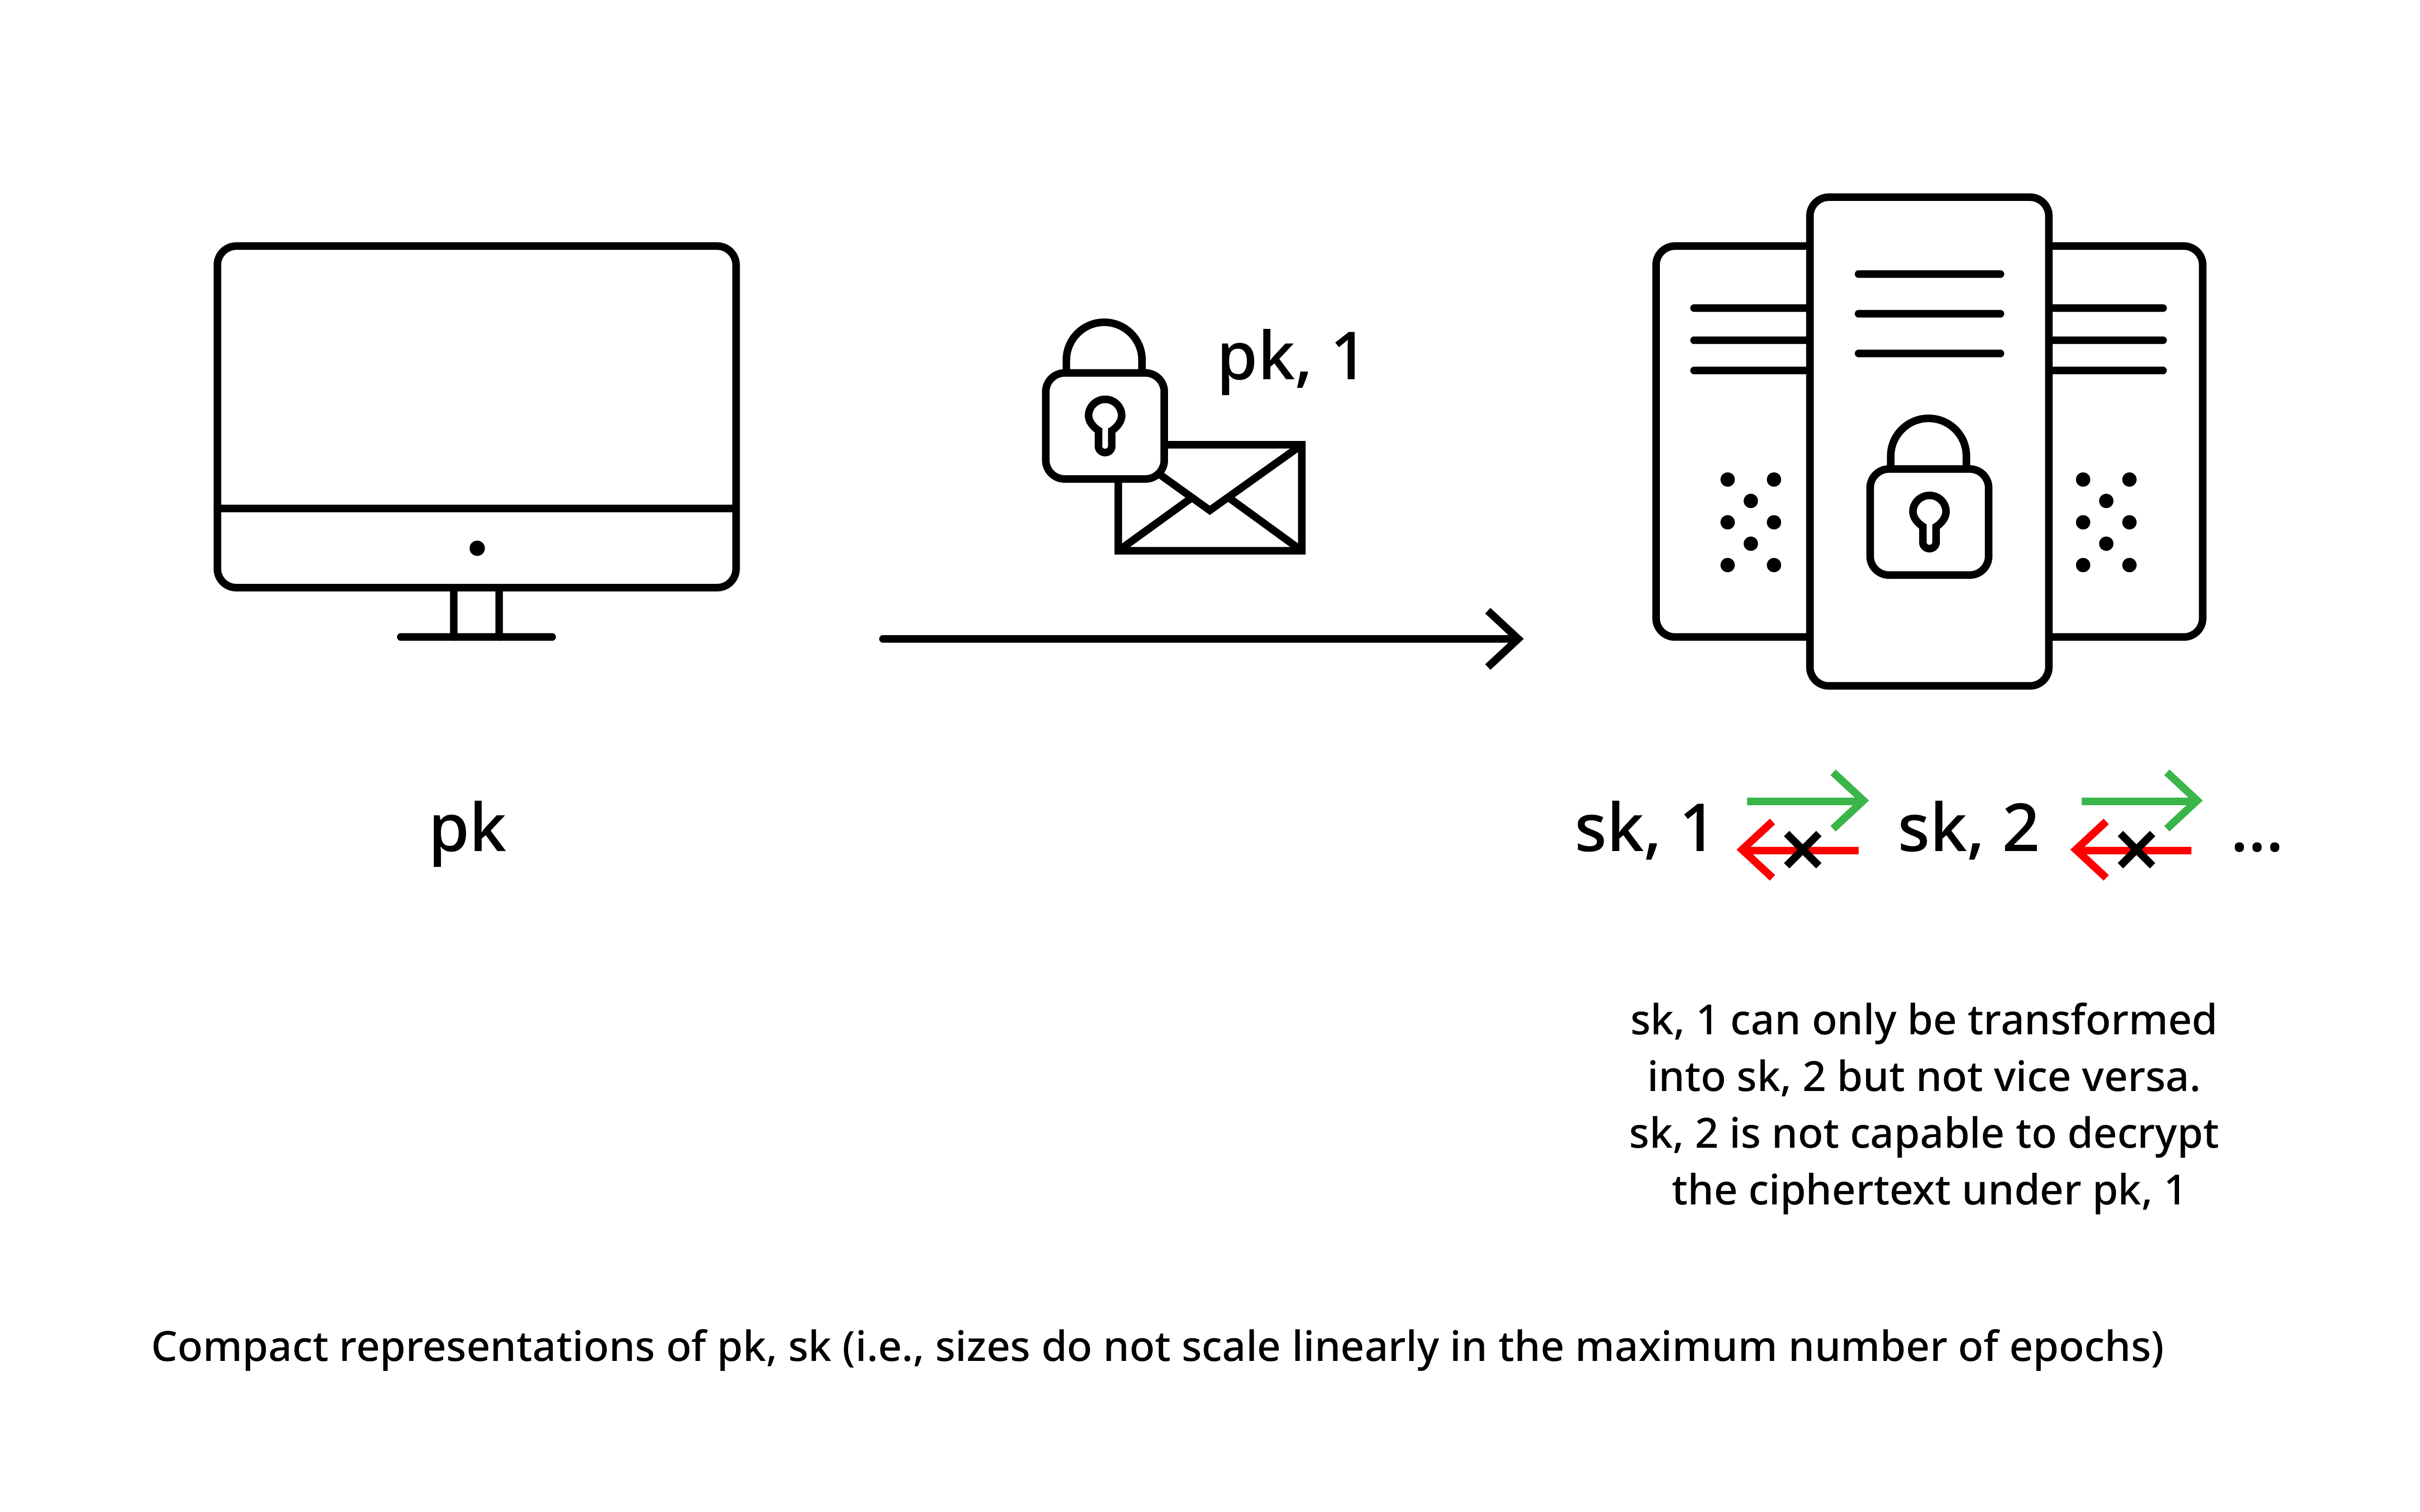 pk, 1
pk
sk, 1 sk, 2 ...
sk, 1 can only be transformed
into sk, 2 but not vice versa.
sk, 2 is not capable to decrypt
the ciphertext under pk, 1
Compact representations of pk, sk (i.e., sizes do not scale linearly in the maximum number of epochs)